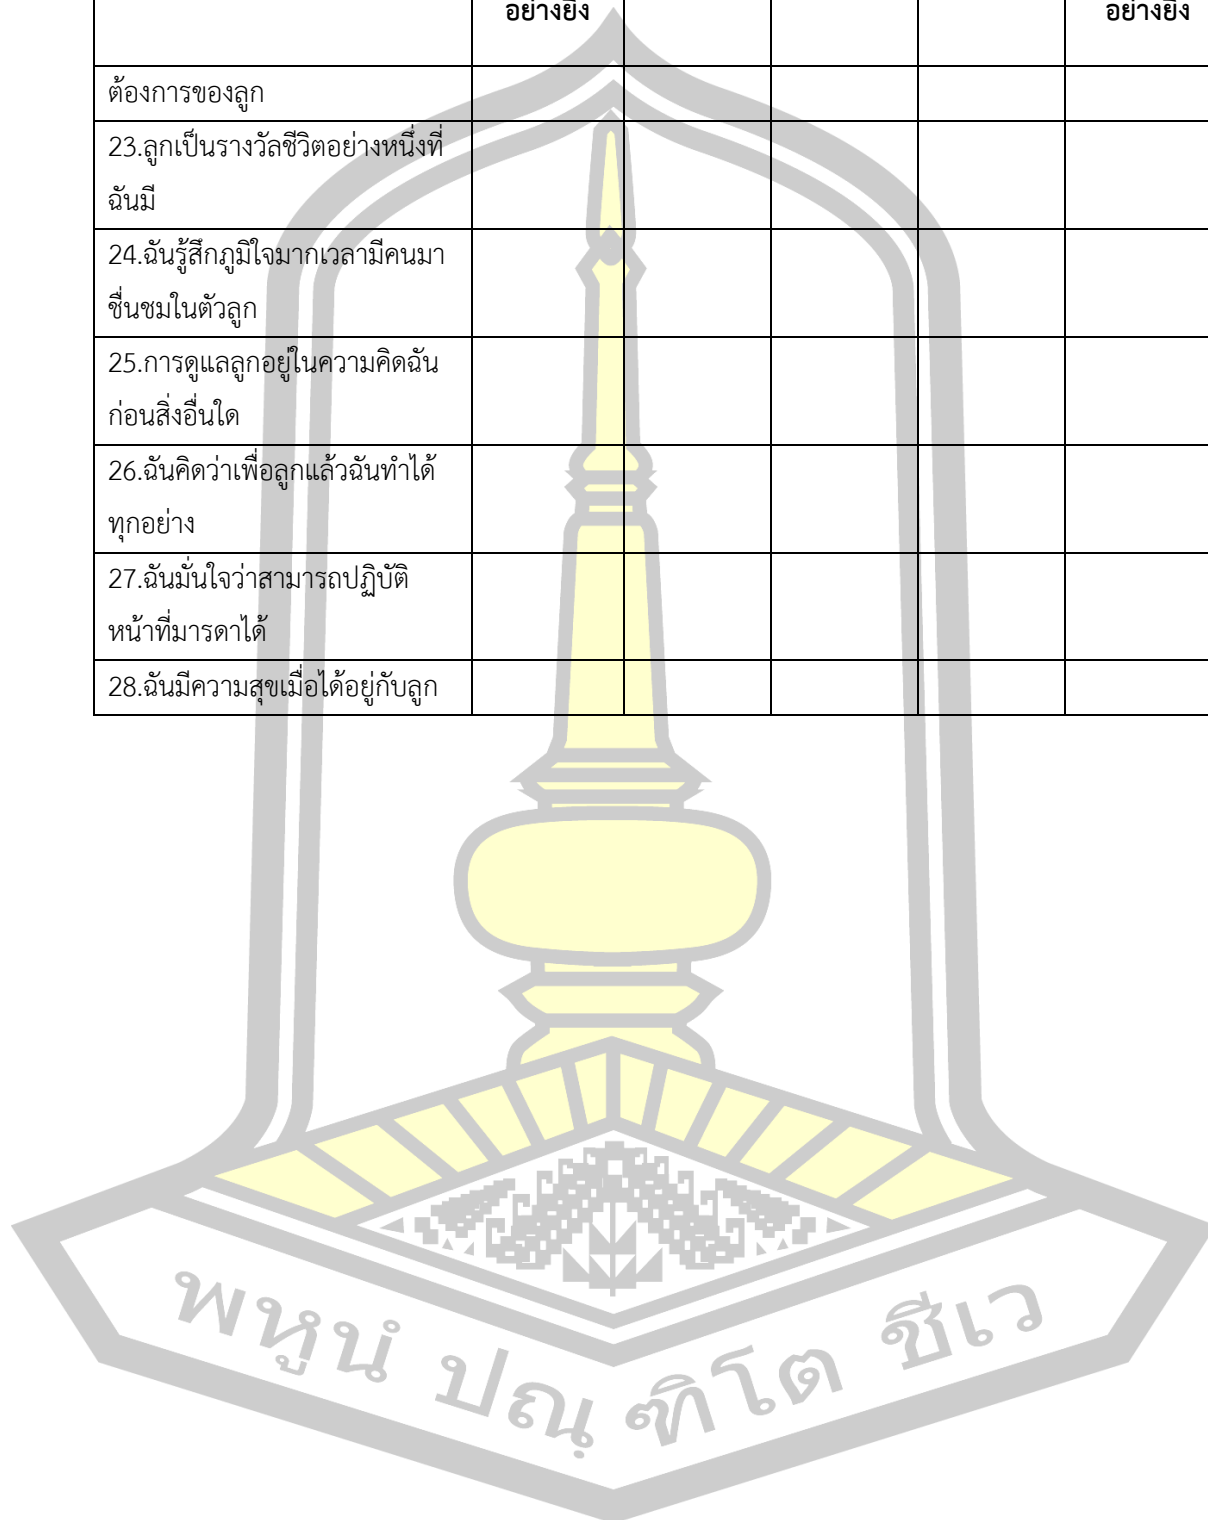 อย่างยิ่ง อย่างยิ่ง
ต้องการของลูก
23.ลูกเป็นรางวัลชีวิตอย่างหนึ่งที่
ฉันมี
24.ฉันรู้สึกภูมิใจมากเวลามีคนมา
ชื่นชมในตัวลูก
25.การดูแลลูกอยู่ในความคิดฉัน
ก่อนสิ่งอื่นใด
26.ฉันคิดว่าเพื่อลูกแล้วฉันทำได้
ทุกอย่าง
27.ฉันมั่นใจว่าสามารถปฏิบัติ
หน้าที่มารดาได้
28.ฉันมีความสุขเมื่อได้อยู่กับลูก
พหูนํ ปณฺฑิโต ชีเว